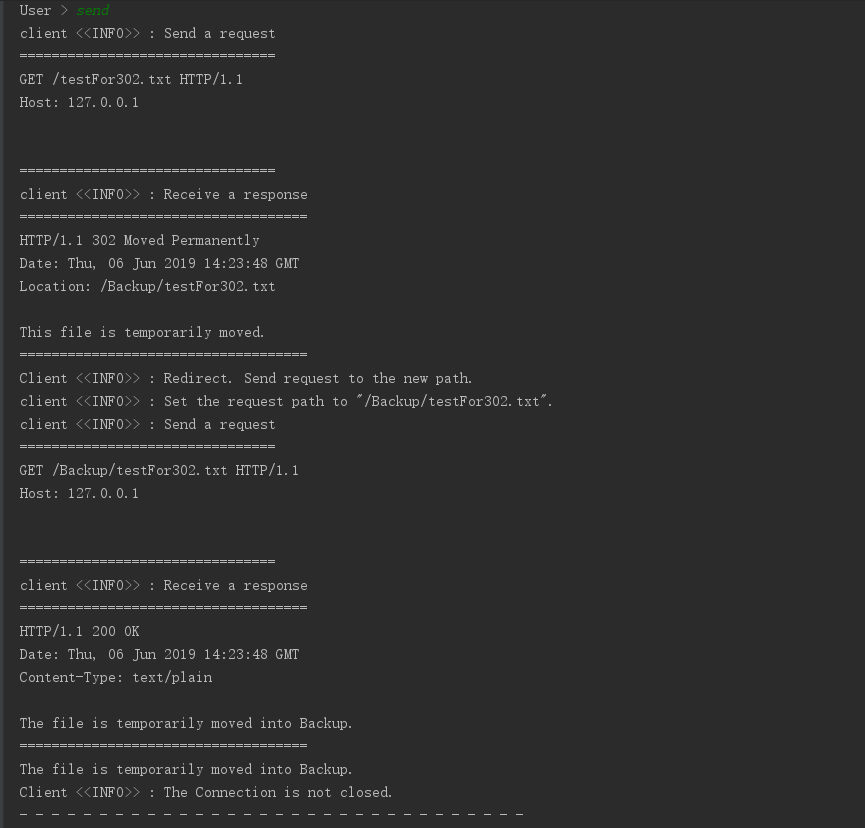 User > send
client <<INFO>> : Send a request
================================
GET /testFor302.txt HTTP/1.1
Host: 127.0.0.1
================================
client <<INFO>> : Receive a response
====================================
HTTP/1.1 302 Moved Permanently
Date: Thu, 06 Jun 2019 14:23:48 GMT
Location: /Backup/testFor302.txt
This file is temporarily moved.
====================================
Client <<INFO>> : Redirect. Send request to the new path.
client <<INFO>> : Set the request path to "/Backup/testFor302.txt".
client <<INFO>> : Send a request
================================
GET /Backup/testFor302.txt HTTP/1.1
Host: 127.0.0.1
================================
client <<INFO>> : Receive a response
====================================
HTTP/1.1 200 OK
Date: Thu, 06 Jun 2019 14:23:48 GMT
Content-Type: text/plain
The file is temporarily moved into Backup.
====================================
The file is temporarily moved into Backup.
Client <<INFO>> : The Connection is not closed.
- - - - - - - - - - - - - - - - - - - - - - - - - - - - - - - -